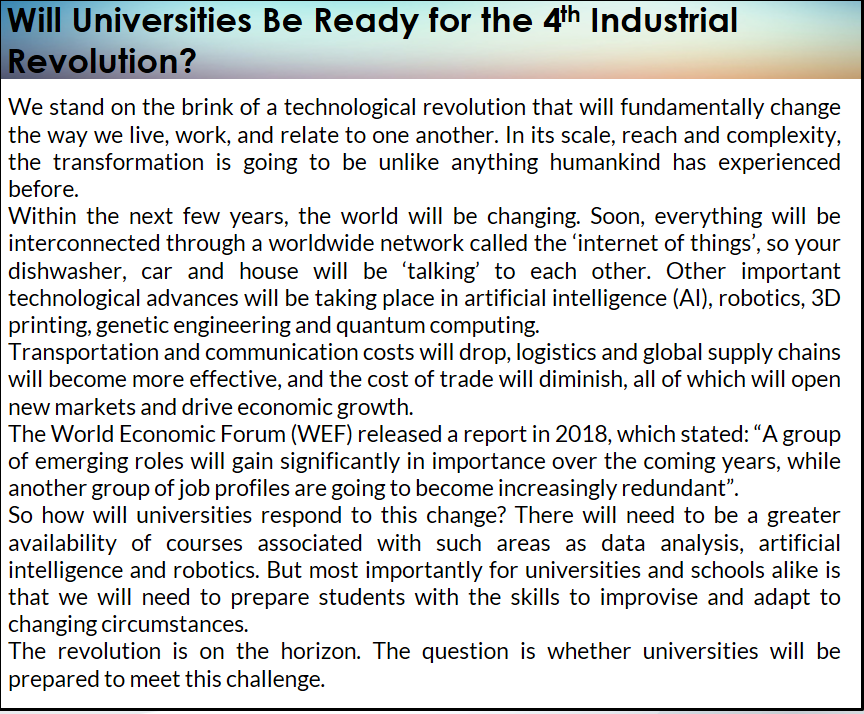 Will Universities Be Ready for the 4th Industrial
Revolution?
We stand on the brink of a technological revolution that will fundamentally change
the way we live, work, and relate to one another. In its scale, reach and complexity,
the transformation is going to be unlike anything humankind has experienced
before.
Within the next few years, the world will be changing. Soon, everything will be
interconnected through a worldwide network called the ‘internet of things’, so your
dishwasher, car and house will be ‘talking’ to each other. Other important
technological advances will be taking place in artificial intelligence (AI), robotics, 3D
printing, genetic engineering and quantum computing.
Transportation and communication costs will drop, logistics and global supply chains
will become more effective, and the cost of trade will diminish, all of which will open
new markets and drive economic growth.
The World Economic Forum (WEF) released a report in 2018, which stated: “A group
of emerging roles will gain significantly in importance over the coming years, while
another group of job profiles are going to become increasingly redundant”.
So how will universities respond to this change? There will need to be a greater
availability of courses associated with such areas as data analysis, artificial
intelligence and robotics. But most importantly for universities and schools alike is
that we will need to prepare students with the skills to improvise and adapt to
changing circumstances.
The revolution is on the horizon. The question is whether universities will be
prepared to meet this challenge.